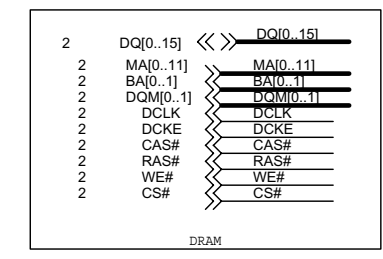 2 DQ[0..15] DQ[0..15]
2 MA[0..11] MA[0..11]
2 BA[0..1] BA[0..1]
2 DQM[0..1] DQM[0..1]
2 DCLK DCLK
2 DCKE DCKE
2 CAS# CAS#
2 RAS# RAS#
2 WE# WE#
2 CS# CS#
DRAM